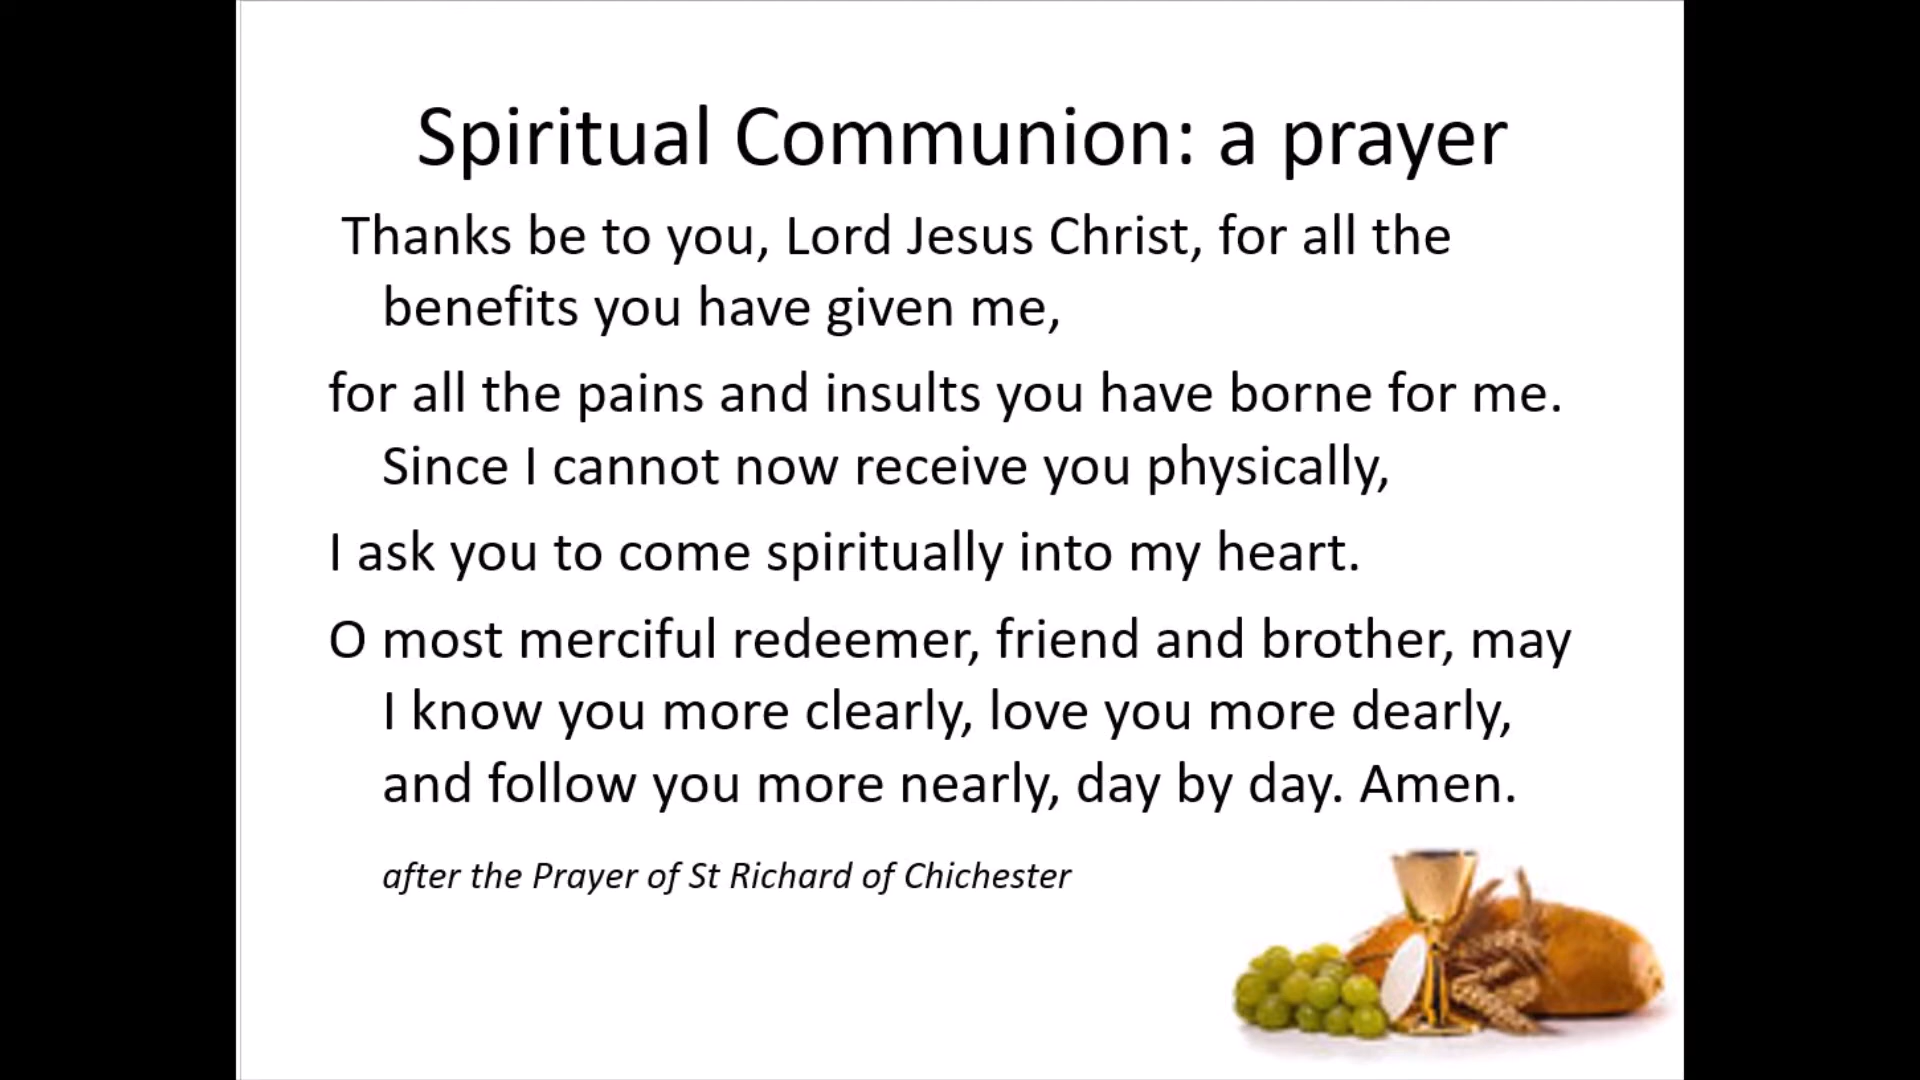 Spiritual Communion: a prayer
Thanks be to you, Lord Jesus Christ, for all the
benefits you have given me,
for all the pains and insults you have borne for me.
Since I cannot now receive you physically,
I ask you to come spiritually into my heart.
O most merciful redeemer, friend and brother, may
I know you more clearly, love you more dearly,
and follow you more nearly, day by day. Amen.
after the Prayer of St Richard of Chichester